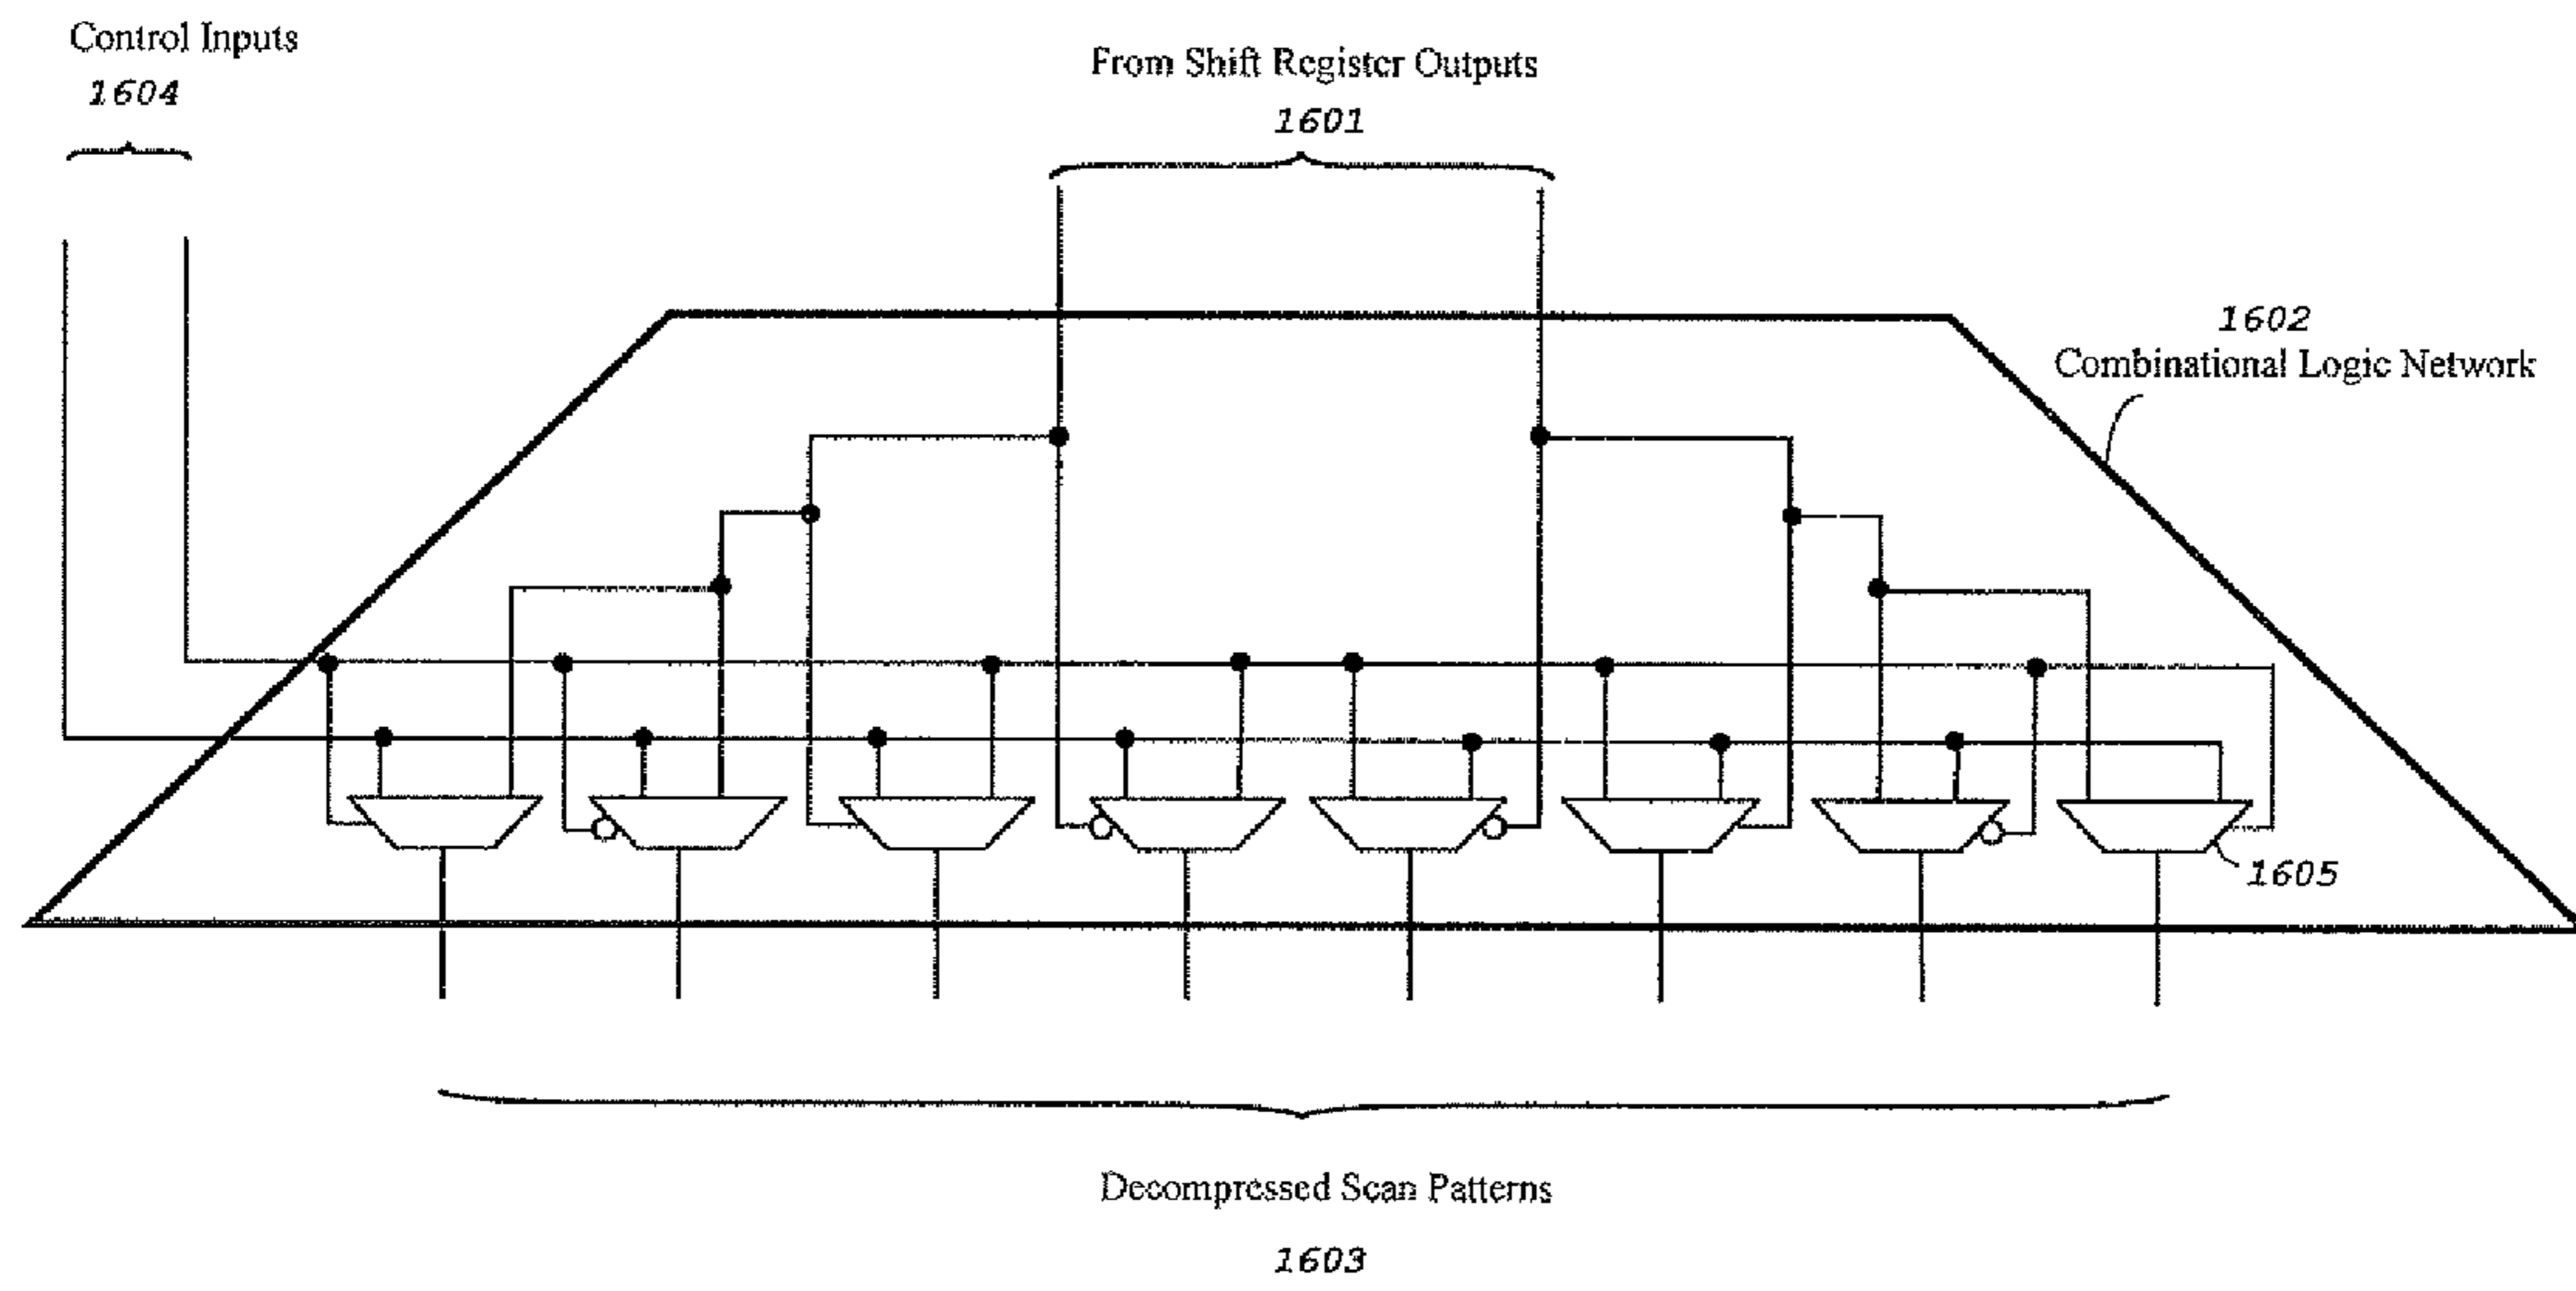 Control Inputs
1604
From Shift Register Outputs
1601
1602
Combinational Logic Network
1605
Decompressed Scan Patterns
1603